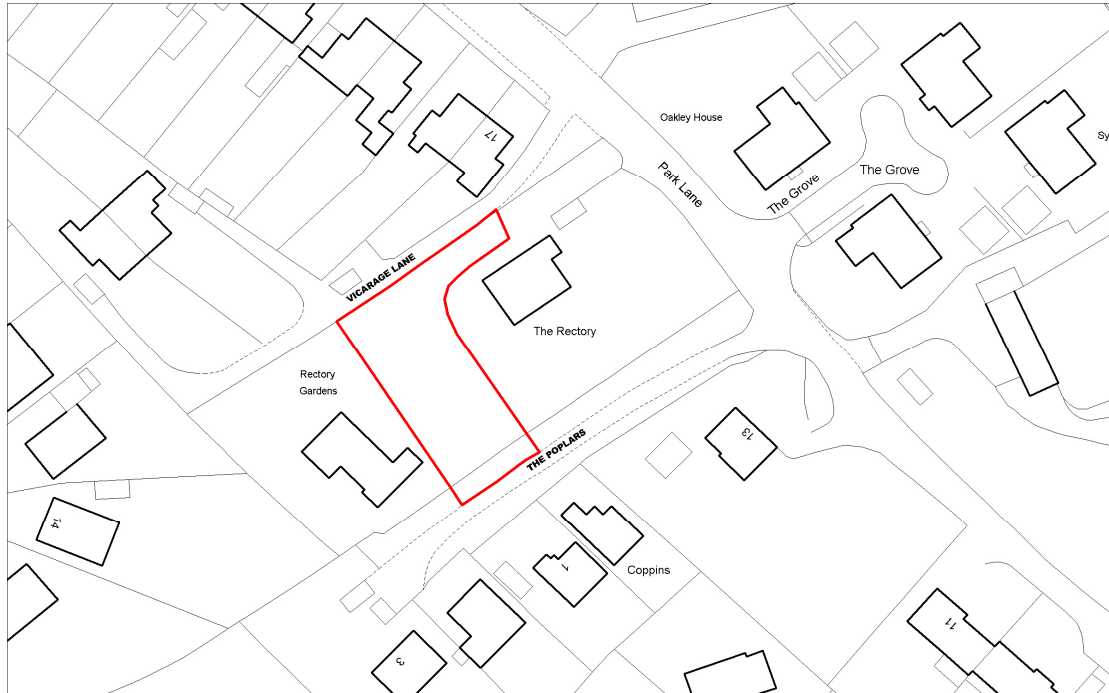 Oakley House
17
Park Lane
The Grove
The Grove
Sy
VICARAGE LANE
The Rectory
Rectory
Gardens
THE POPLARS
13
14
1
Coppins
3
11